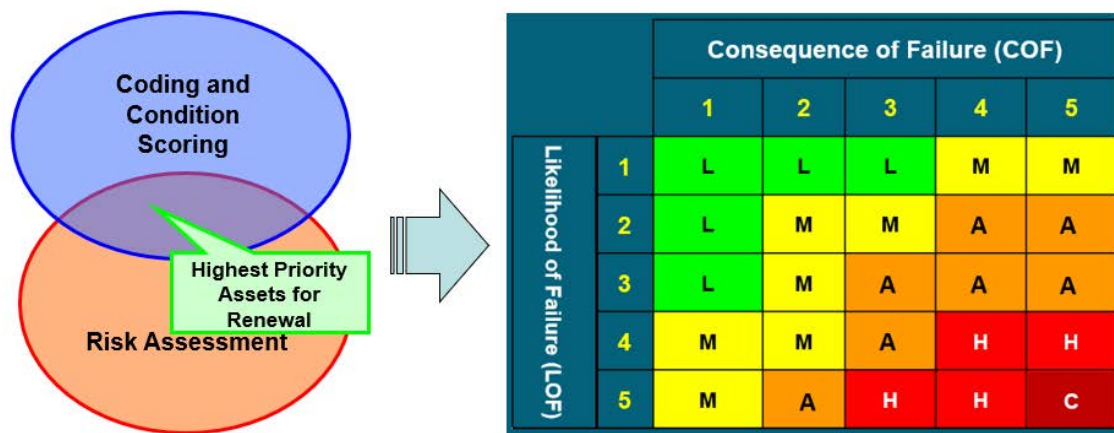 Coding and
Condition
Scoring
Highest Priority
Assets for
Renewal
Risk Assessment
Consequence of Failure (COF)
1 2 3 4 5
Likelihood of Failure (LOF)
1 L L L M M
2 L M M A A
3 L M A A A
4 M M A H H
5 M A H H C